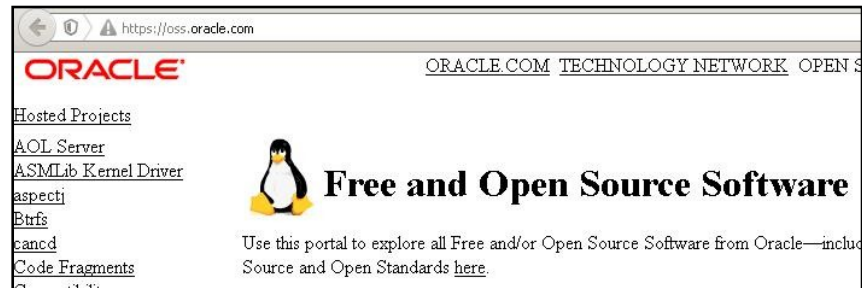 https://oss.oracle.com
ORACLE
ORACLE.COM TECHNOLOGY NETWORK OPEN
Hosted Projects
AOL Server
ASMLib Kernel Driver
aspectj
Btrfs
cancd
Code Fragments
Free and Open Source Software
Use this portal to explore all Free and/or Open Source Software from Oracle—includ
Source and Open Standards here.